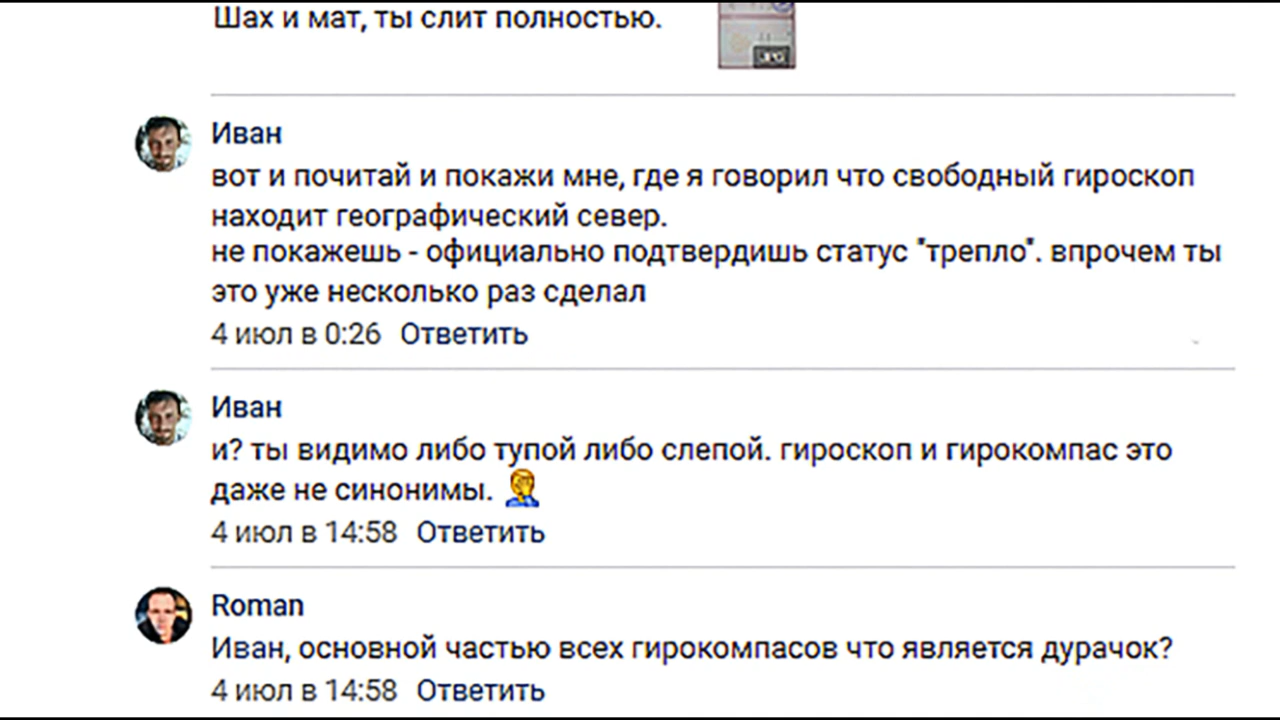 Шах и мат, ты слит полностью.
JPG
Иван
вот и почитай и покажи мне, где я говорил что свободный гироскоп
находит географический север.
не покажешь - официально подтвердишь статус "трепло". впрочем ты
это уже несколько раз сделал
4 июл в 0:26 Ответить
Иван
и? ты видимо либо тупой либо слепой. гироскоп и гирокомпас это
даже не синонимы. 🤦‍♂️
4 июл в 14:58 Ответить
Roman
Иван, основной частью всех гирокомпасов что является дурачок?
4 июл в 14:58 Ответить